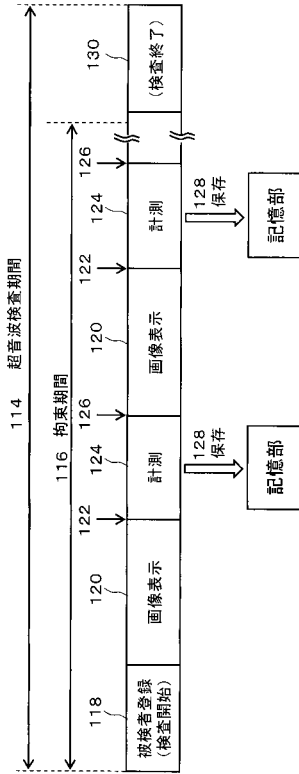 114 超音波検査期間
116 拘束期間
118
120
122
124
126
120
122
124
126
130
被検者登録
(検査開始)
画像表示
計測
画像表示
計測
(検査終了)
128
保存
128
保存
記憶部
記憶部